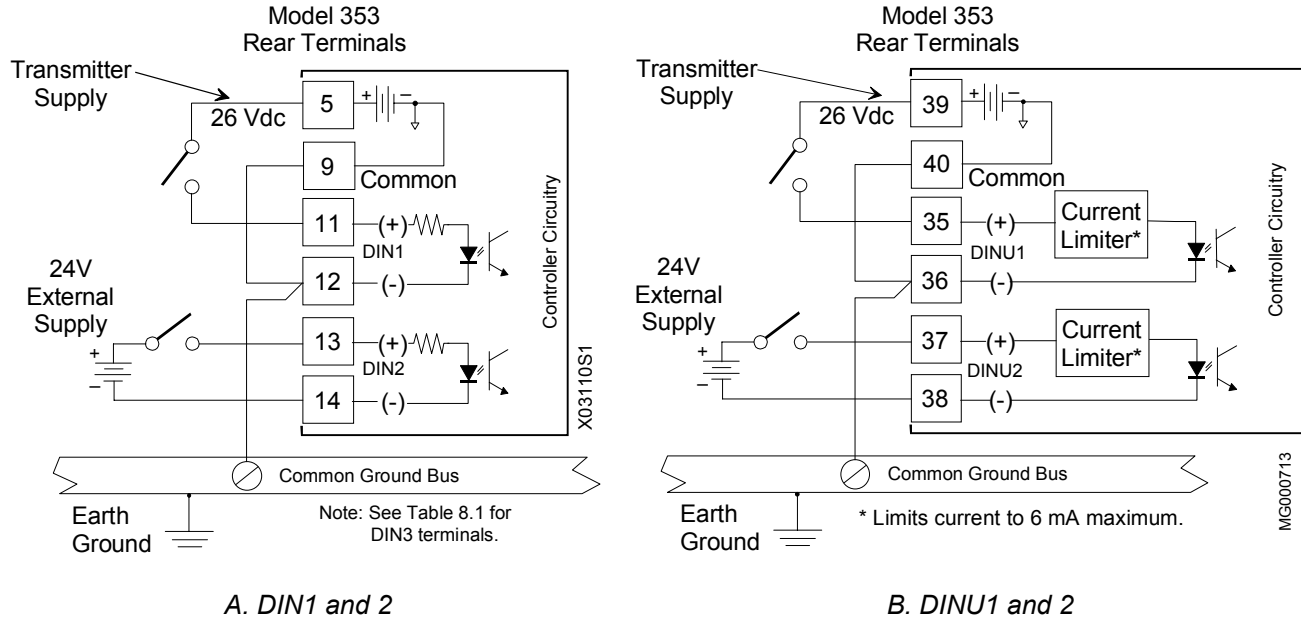 Model 353
Rear Terminals
Transmitter
Supply
26 Vdc
5
+
–
9
Common
11
(+)
DIN1
12
(-)
24V
External
Supply
+
–
13
(+)
DIN2
14
(-)
Controller Circuitry
X03110S1
Common Ground Bus
Earth
Ground
Note: See Table 8.1 for
DIN3 terminals.
A. DIN1 and 2
Model 353
Rear Terminals
Transmitter
Supply
26 Vdc
39
+
–
40
Common
35
(+)
DINU1
Current
Limiter*
36
(-)
24V
External
Supply
+
–
37
(+)
DINU2
Current
Limiter*
38
(-)
Controller Circuitry
MG000713
Common Ground Bus
Earth
Ground
* Limits current to 6 mA maximum.
B. DINU1 and 2